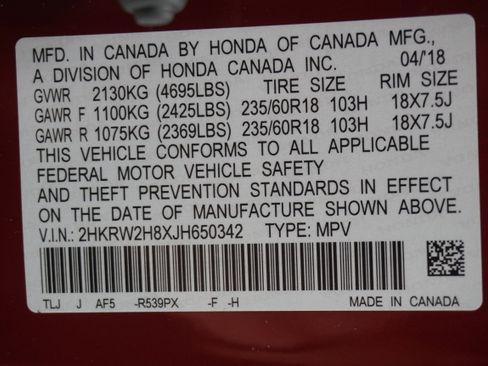 MFD. IN CANADA BY HONDA OF CANADA MFG.,
A DIVISION OF HONDA CANADA INC. 04/'18
GVWR 2130KG (4695LBS) TIRE SIZE RIM SIZE
GAWR F 1100KG (2425LBS) 235/60R18 103H 18X7.5J
GAWR R 1075KG (2369LBS) 235/60R18 103H 18X7.5J
THIS VEHICLE CONFORMS TO ALL APPLICABLE
FEDERAL MOTOR VEHICLE SAFETY
AND THEFT PREVENTION STANDARDS IN EFFECT
ON THE DATE OF MANUFACTURE SHOWN ABOVE.
V.I.N.: 2HKRW2H8XJH650342 TYPE: MPV
TLJ J AF5 -R539PX -F -H MADE IN CANADA